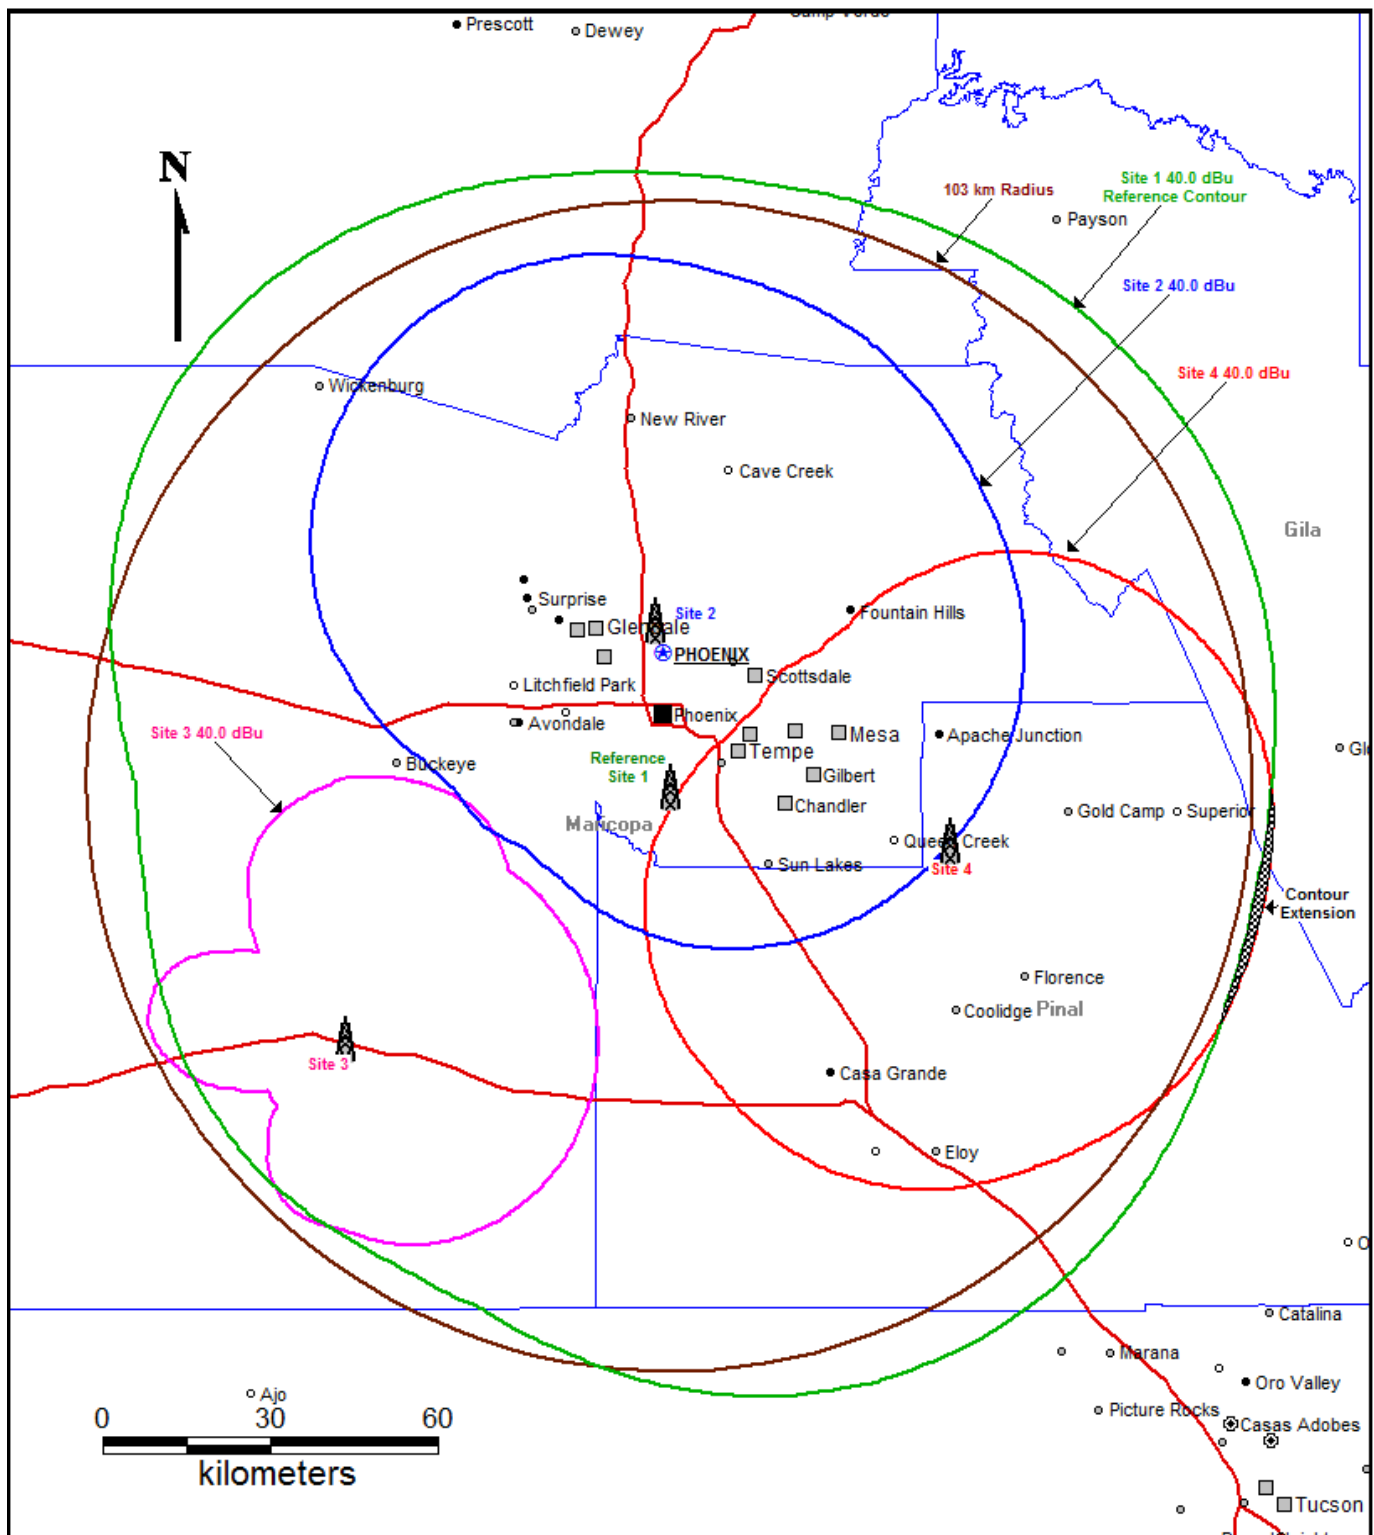 Camp Verde
Prescott
Dewey
N
103 km Radius
Site 1 40.0 dBu
Reference Contour
Payson
Site 2 40.0 dBu
Site 4 40.0 dBu
Wickenburg
New River
Cave Creek
Gila
Surprise
Fountain Hills
Site 2
Glendale
PHOENIX
Scottsdale
Litchfield Park
Phoenix
Avondale
Site 3 40.0 dBu
Mesa
Apache Junction
Tempe
Buckeye
Reference
Site 1
Gilbert
Chandler
Gold Camp
Superior
Maricopa
Queen Creek
Sun Lakes
Site 4
Contour
Extension
Florence
Coolidge
Pinal
Site 3
Casa Grande
Eloy
Catalina
Marana
Oro Valley
Ajo
Picture Rocks
Casas Adobes
0 30 60
kilometers
Tucson